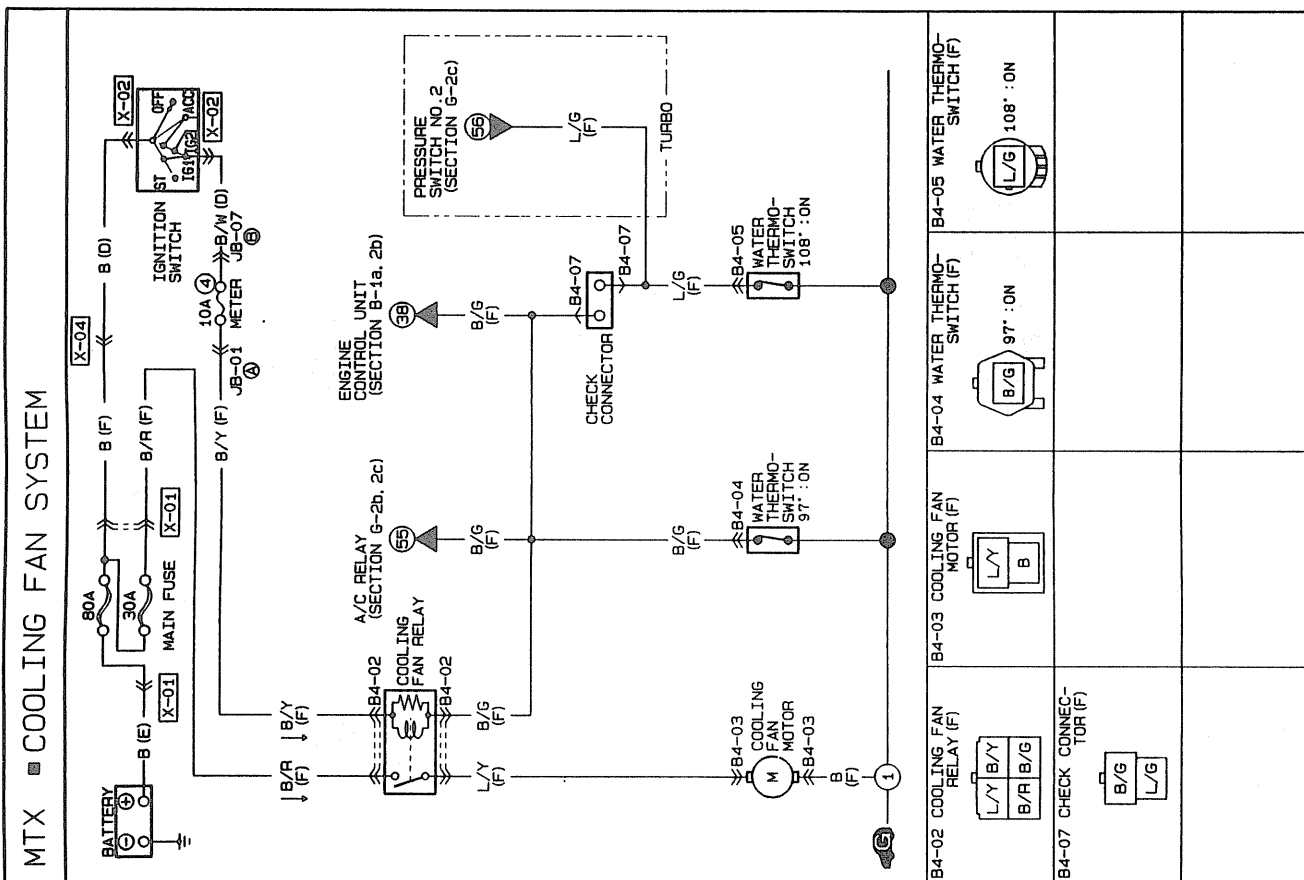 MTX ■ COOLING FAN SYSTEM
BATTERY
B (E)
X-01
80A
30A
MAIN FUSE
X-01
B (F)
B/R (F)
X-04
B (D)
B/Y (F)
JB-01
A
10A
4
METER
B/W (D)
JB-07
B
IGNITION
SWITCH
X-02
ST
IG1
IG2
ACC
OFF
X-02
B/R
(F)
B/Y
(F)
B4-02
COOLING
FAN RELAY
B4-02
L/Y
(F)
B/G
(F)
A/C RELAY
(SECTION G-2b, 2c)
55
B/G
(F)
ENGINE
CONTROL UNIT
(SECTION B-1a, 2b)
38
B/G
(F)
PRESSURE
SWITCH NO.2
(SECTION G-2c)
56
L/G
(F)
TURBO
CHECK
CONNECTOR
B4-07
B4-07
B/G
(F)
L/G
(F)
B4-03
COOLING
FAN
MOTOR
M
B4-03
B
(F)
B4-04
WATER
THERMO-
SWITCH
97°:ON
B4-05
WATER
THERMO-
SWITCH
108°:ON
G
1
B4-02 COOLING FAN
RELAY (F)
L/Y B/Y
B/R B/G
B4-03 COOLING FAN
MOTOR (F)
L/Y
B
B4-04 WATER THERMO-
SWITCH (F)
B/G
97°:ON
B4-05 WATER THERMO-
SWITCH (F)
L/G
108°:ON
B4-07 CHECK CONNEC-
TOR (F)
B/G
L/G